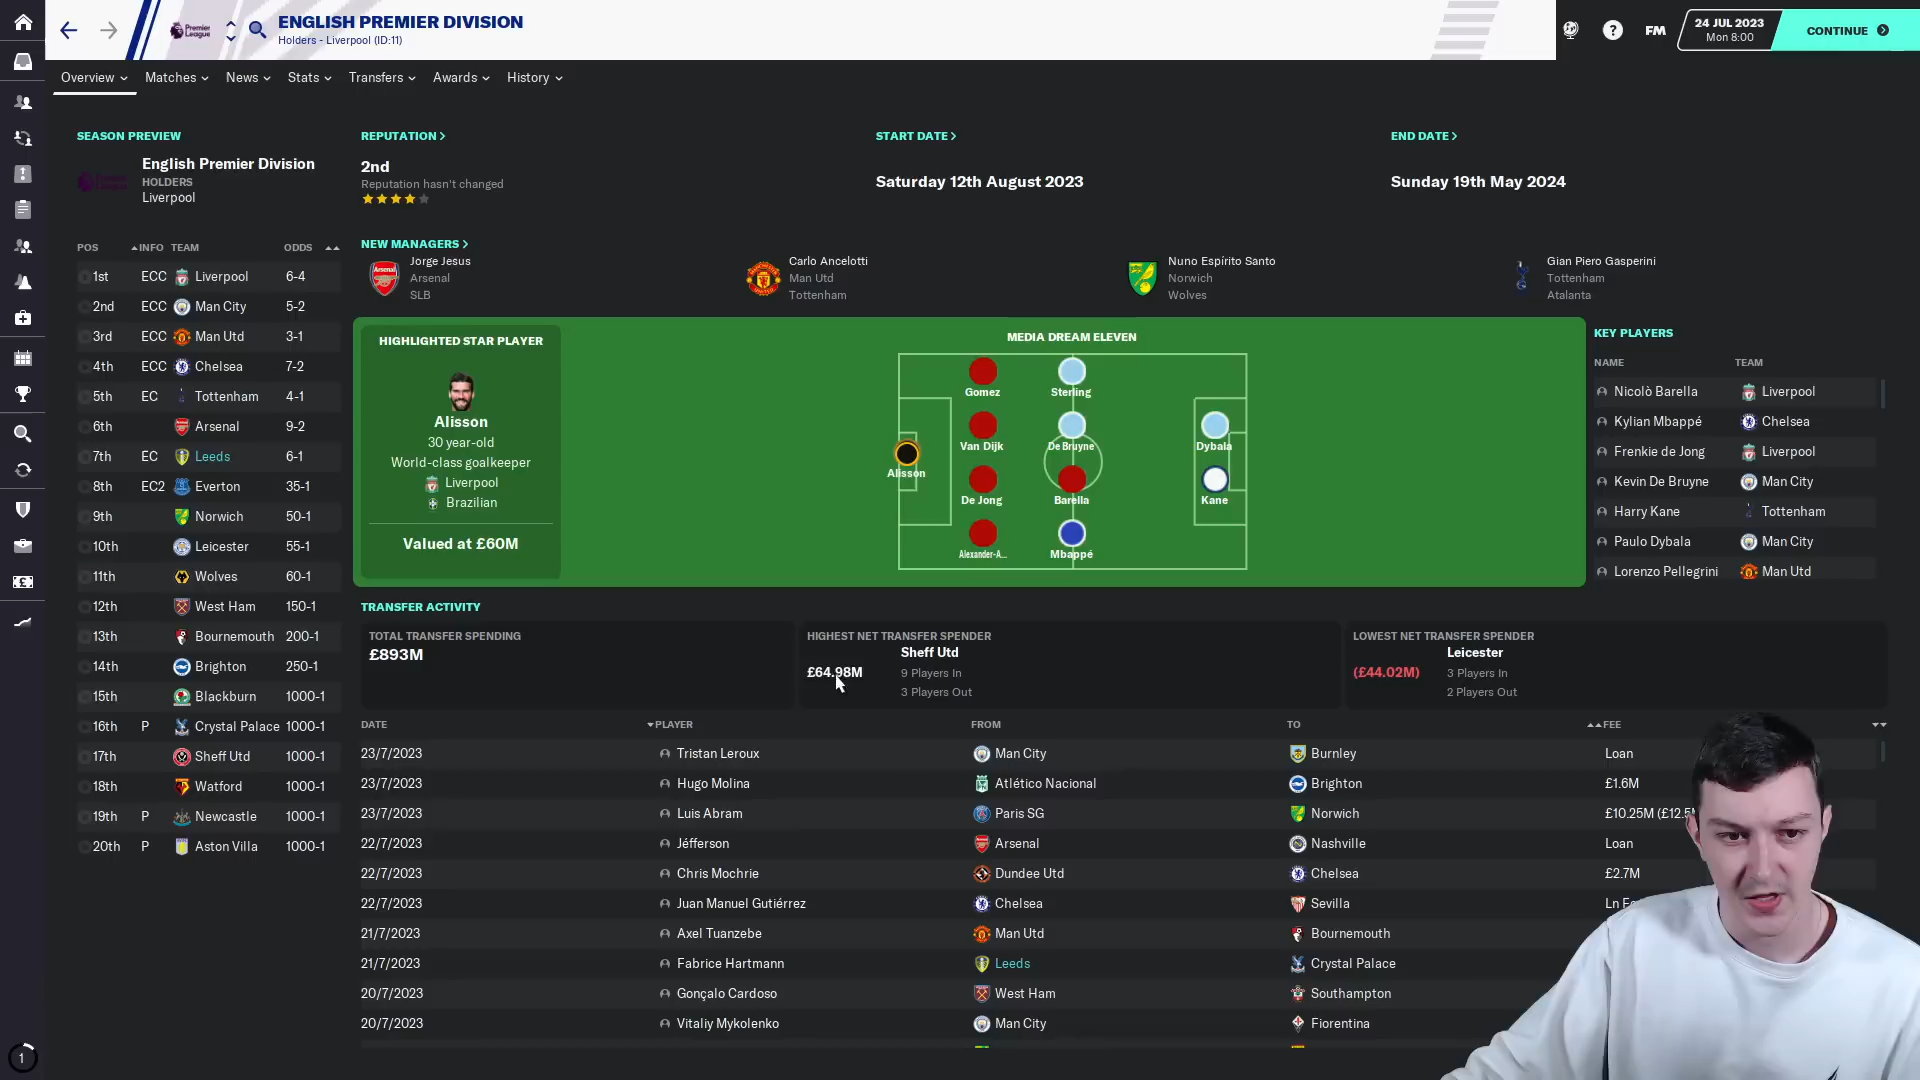 ENGLISH PREMIER DIVISION
Holders - Liverpool (ID:11)
FM
24 JUL 2023
Mon 8:00
CONTINUE
Overview Matches News Stats Transfers Awards History
SEASON PREVIEW
English Premier Division
HOLDERS
Liverpool
REPUTATION
2nd
Reputation hasn't changed
START DATE
Saturday 12th August 2023
END DATE
Sunday 19th May 2024
POS INFO TEAM ODDS
1st ECC Liverpool 6-4
2nd ECC Man City 5-2
3rd ECC Man Utd 3-1
4th ECC Chelsea 7-2
5th EC Tottenham 4-1
6th Arsenal 9-2
7th EC Leeds 6-1
8th EC2 Everton 35-1
9th Norwich 50-1
10th Leicester 55-1
11th Wolves 60-1
12th West Ham 150-1
13th Bournemouth 200-1
14th Brighton 250-1
15th Blackburn 1000-1
16th P Crystal Palace 1000-1
17th Sheff Utd 1000-1
18th Watford 1000-1
19th P Newcastle 1000-1
20th P Aston Villa 1000-1
NEW MANAGERS
Jorge Jesus
Arsenal
SLB
Carlo Ancelotti
Man Utd
Tottenham
Nuno Espírito Santo
Norwich
Wolves
Gian Piero Gasperini
Tottenham
Atalanta
HIGHLIGHTED STAR PLAYER
Alisson
30 year-old
World-class goalkeeper
Liverpool
Brazilian
Valued at £60M
MEDIA DREAM ELEVEN
Gomez Sterling
Van Dijk De Bruyne Dybala
Alisson
De Jong Barella Kane
Alexander-A... Mbappé
KEY PLAYERS
NAME TEAM
Nicolò Barella Liverpool
Kylian Mbappé Chelsea
Frenkie de Jong Liverpool
Kevin De Bruyne Man City
Harry Kane Tottenham
Paulo Dybala Man City
Lorenzo Pellegrini Man Utd
TRANSFER ACTIVITY
TOTAL TRANSFER SPENDING
£893M
HIGHEST NET TRANSFER SPENDER
Sheff Utd
£64.98M 9 Players In
3 Players Out
LOWEST NET TRANSFER SPENDER
Leicester
(£44.02M) 3 Players In
2 Players Out
DATE PLAYER FROM TO FEE
23/7/2023 Tristan Leroux Man City Burnley Loan
23/7/2023 Hugo Molina Atlético Nacional Brighton £1.6M
23/7/2023 Luis Abram Paris SG Norwich £10.25M
22/7/2023 Jéfferson Arsenal Nashville Loan
22/7/2023 Chris Mochrie Dundee Utd Chelsea £2.7M
22/7/2023 Juan Manuel Gutiérrez Chelsea Sevilla Ln
21/7/2023 Axel Tuanzebe Man Utd Bournemouth
21/7/2023 Fabrice Hartmann Leeds Crystal Palace
20/7/2023 Gonçalo Cardoso West Ham Southampton
20/7/2023 Vitaliy Mykolenko Man City Fiorentina
1